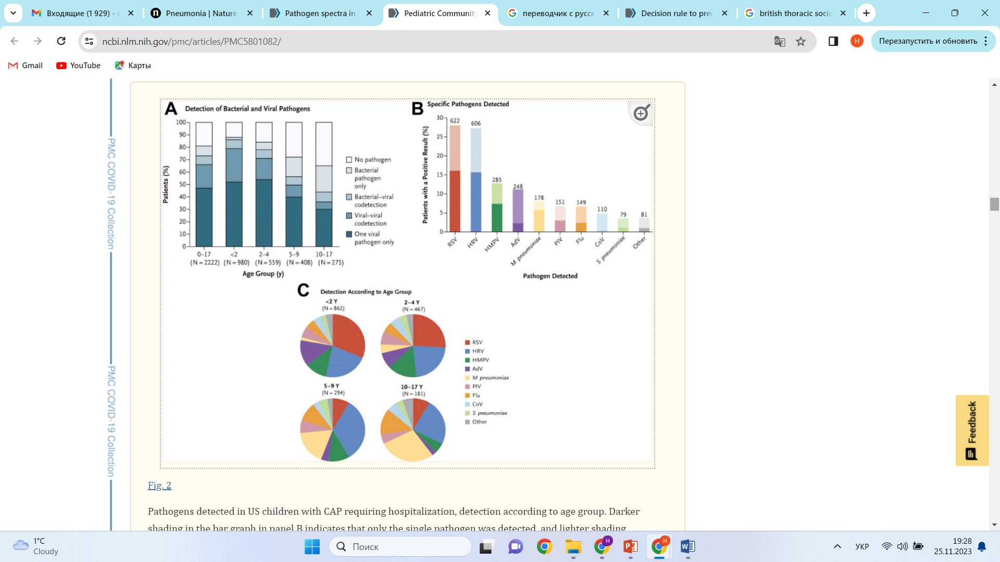 Входящие (1 929) -
Pneumonia | Nature
Pathogen spectra in
Pediatric Community
переводчик с русск
Decision rule to pred
british thoracic socie
ncbi.nlm.nih.gov/pmc/articles/PMC5801082/
H
Перезапустить и обновить
Gmail
YouTube
Карты
PMC COVID-19 Collection
PMC COVID-19 Collection
A
Detection of Bacterial and Viral Pathogens
Patients (%)
100
90
80
70
60
50
40
30
20
10
0
0–17
<2
2–4
5–9
10–17
(N = 2222)
(N = 980)
(N = 559)
(N = 408)
(N = 275)
Age Group (y)
No pathogen
Bacterial
pathogen
only
Bacterial–viral
codetection
Viral–viral
codetection
One viral
pathogen only
B
Specific Pathogens Detected
Patients with a Positive Result (%)
30
25
20
15
10
5
0
622
606
285
248
178
151
149
110
79
81
RSV
HRV
HMPV
AdV
M pneumoniae
PIV
Flu
CoV
S pneumoniae
Other
Pathogen Detected
C
Detection According to Age Group
<2 Y
(N = 862)
2–4 Y
(N = 467)
5–9 Y
(N = 294)
10–17 Y
(N = 181)
RSV
HRV
HMPV
AdV
M pneumoniae
PIV
Flu
CoV
S pneumoniae
Other
Fig. 2
Pathogens detected in US children with CAP requiring hospitalization, detection according to age group. Darker
shading in the bar graph in panel B indicates that only the single pathogen was detected, and lighter shading
Feedback
1°C
Cloudy
Поиск
H
H
УКР
19:28
25.11.2023